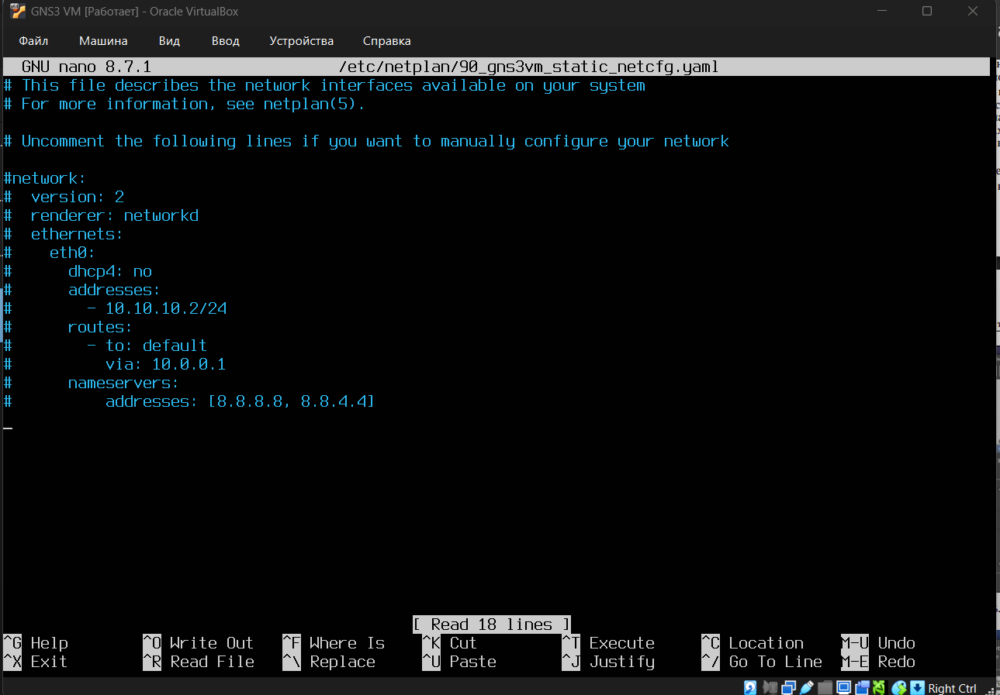 GNS3 VM [Работает] - Oracle VirtualBox
Файл Машина Вид Ввод Устройства Справка
GNU nano 8.7.1 /etc/netplan/90_gns3vm_static_netcfg.yaml
# This file describes the network interfaces available on your system
# For more information, see netplan(5).
# Uncomment the following lines if you want to manually configure your network
#network:
#  version: 2
#  renderer: networkd
#  ethernets:
#    eth0:
#      dhcp4: no
#      addresses:
#        - 10.10.10.2/24
#      routes:
#        - to: default
#          via: 10.0.0.1
#      nameservers:
#          addresses: [8.8.8.8, 8.8.4.4]
[ Read 18 lines ]
^G Help ^O Write Out ^F Where Is ^K Cut ^T Execute ^C Location M-U Undo
^X Exit ^R Read File ^\ Replace ^U Paste ^J Justify ^/ Go To Line M-E Redo
Right Ctrl